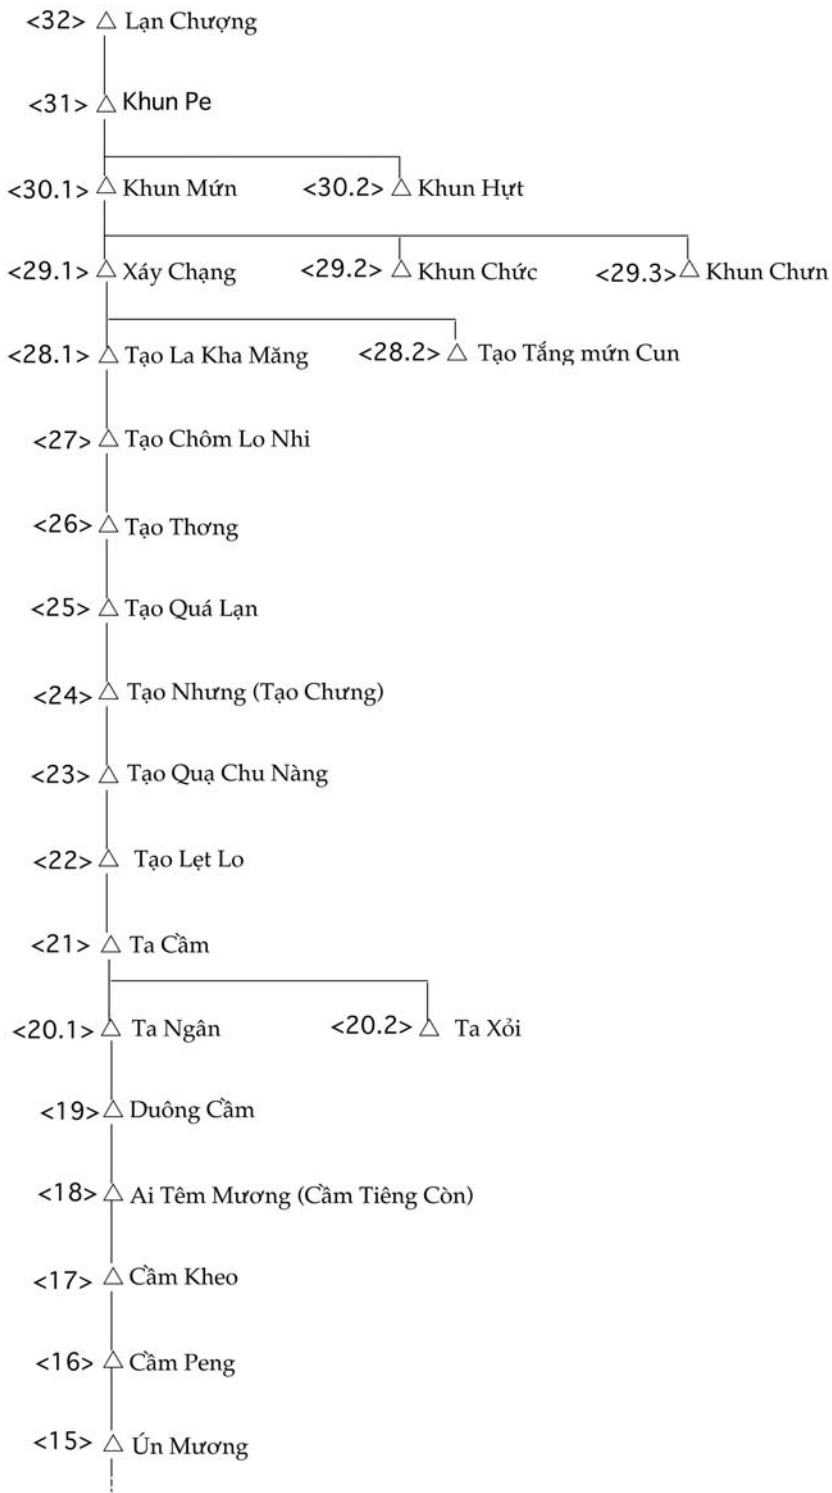 <32> Lạn Chượng
<31> Khun Pe
<30.1> Khun Mứn <30.2> Khun Hựt
<29.1> Xáy Chạng <29.2> Khun Chức <29.3> Khun Chưn
<28.1> Tạo La Kha Măng <28.2> Tạo Tắng mứn Cun
<27> Tạo Chôm Lo Nhi
<26> Tạo Thơng
<25> Tạo Quá Lạn
<24> Tạo Nhưng (Tạo Chưng)
<23> Tạo Quạ Chu Nàng
<22> Tạo Lẹt Lo
<21> Ta Cầm
<20.1> Ta Ngân <20.2> Ta Xỏi
<19> Duông Cầm
<18> Ai Têm Mương (Cầm Tiêng Còn)
<17> Cầm Kheo
<16> Cầm Peng
<15> Ún Mương